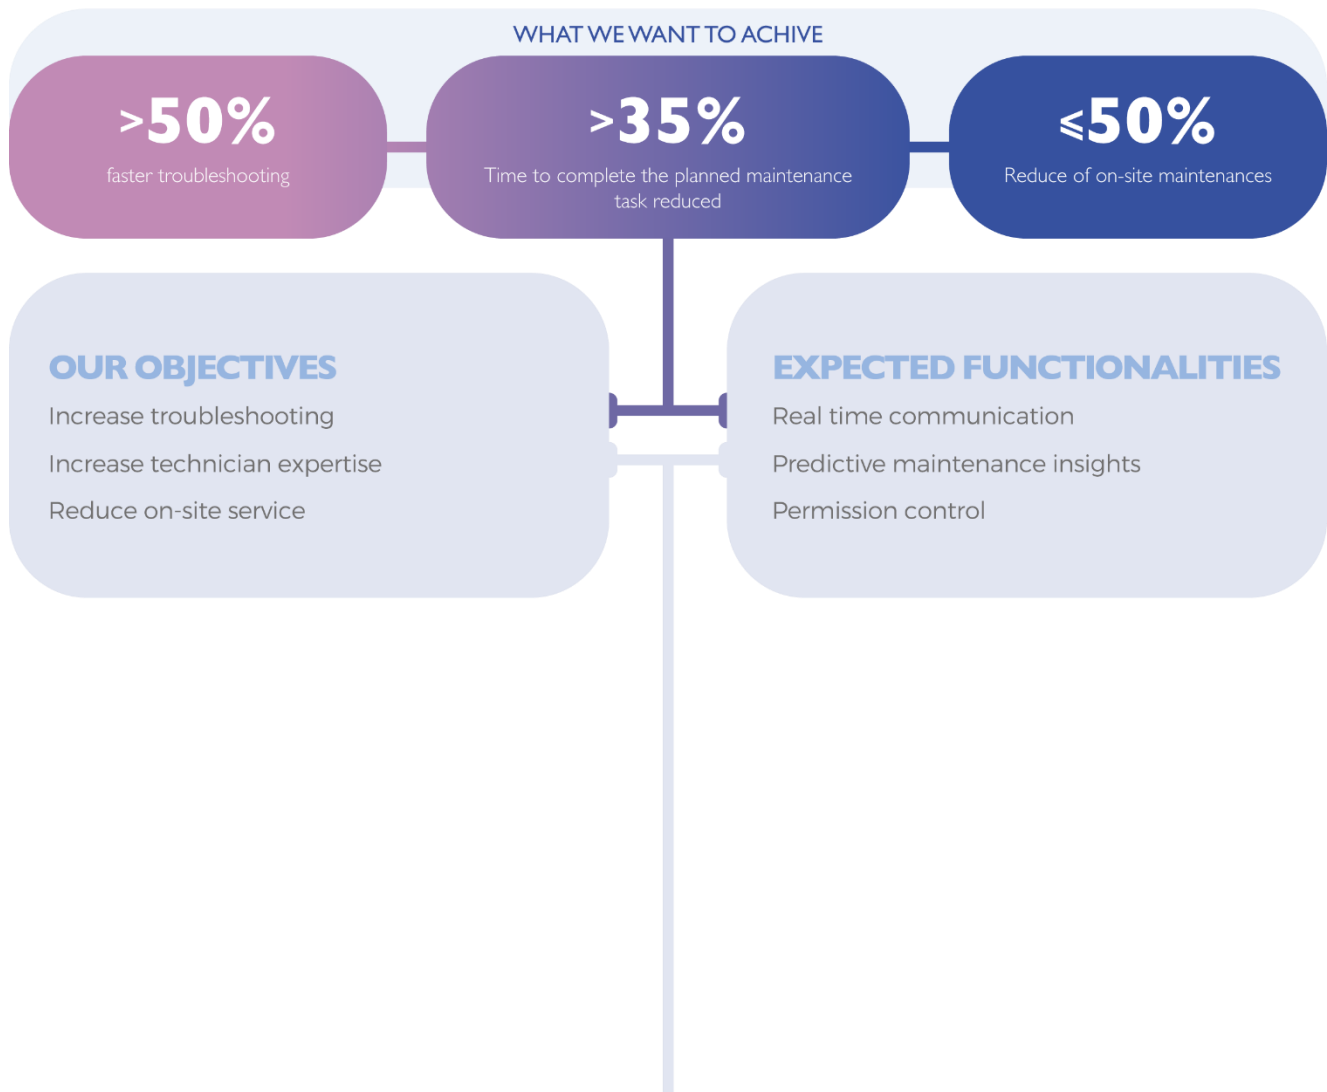 WHAT WE WANT TO ACHIVE
>50%
faster troubleshooting
>35%
Time to complete the planned maintenance
task reduced
⩽50%
Reduce of on-site maintenances
OUR OBJECTIVES
Increase troubleshooting
Increase technician expertise
Reduce on-site service
EXPECTED FUNCTIONALITIES
Real time communication
Predictive maintenance insights
Permission control